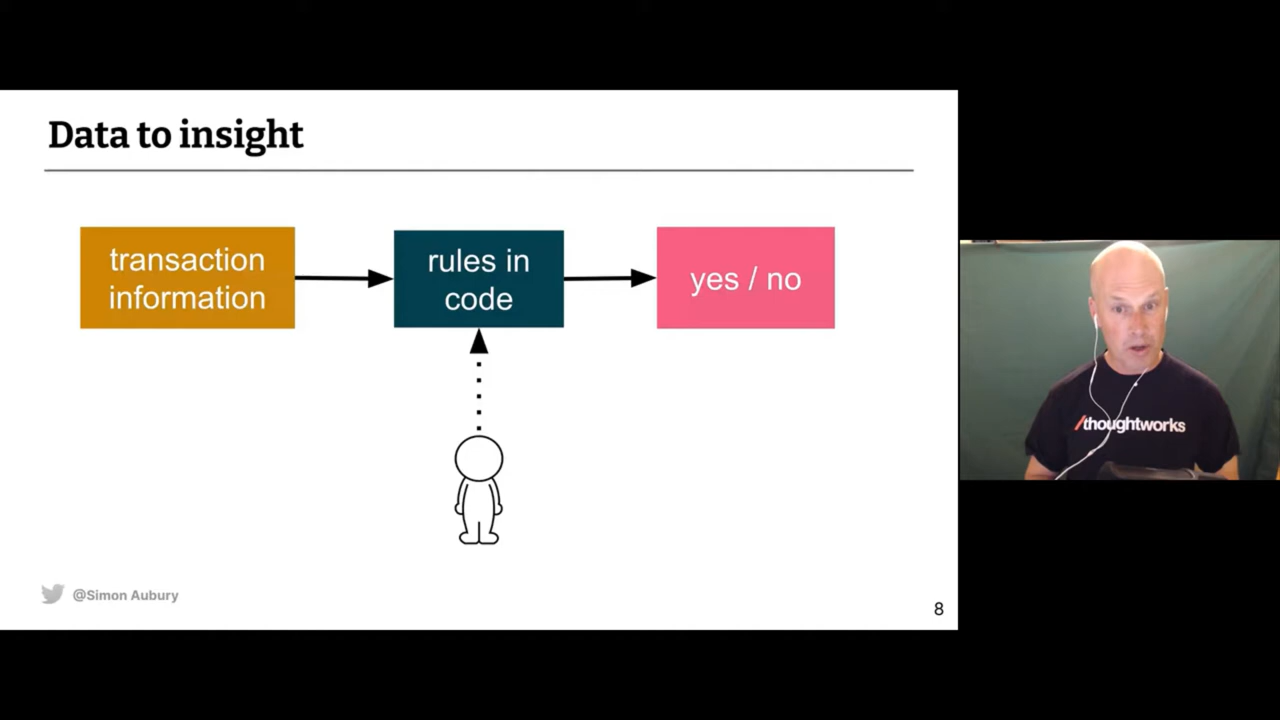 Data to insight
transaction
information
rules in
code
yes / no
@Simon Aubury
8
/thoughtworks